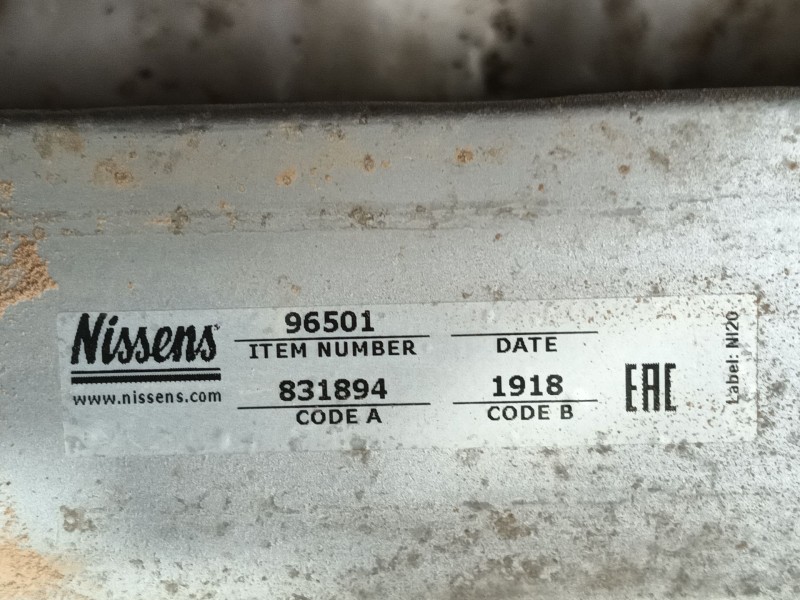 Nissens
www.nissens.com
96501
ITEM NUMBER
DATE
831894
CODE A
1918
CODE B
EAC
Label: NI20